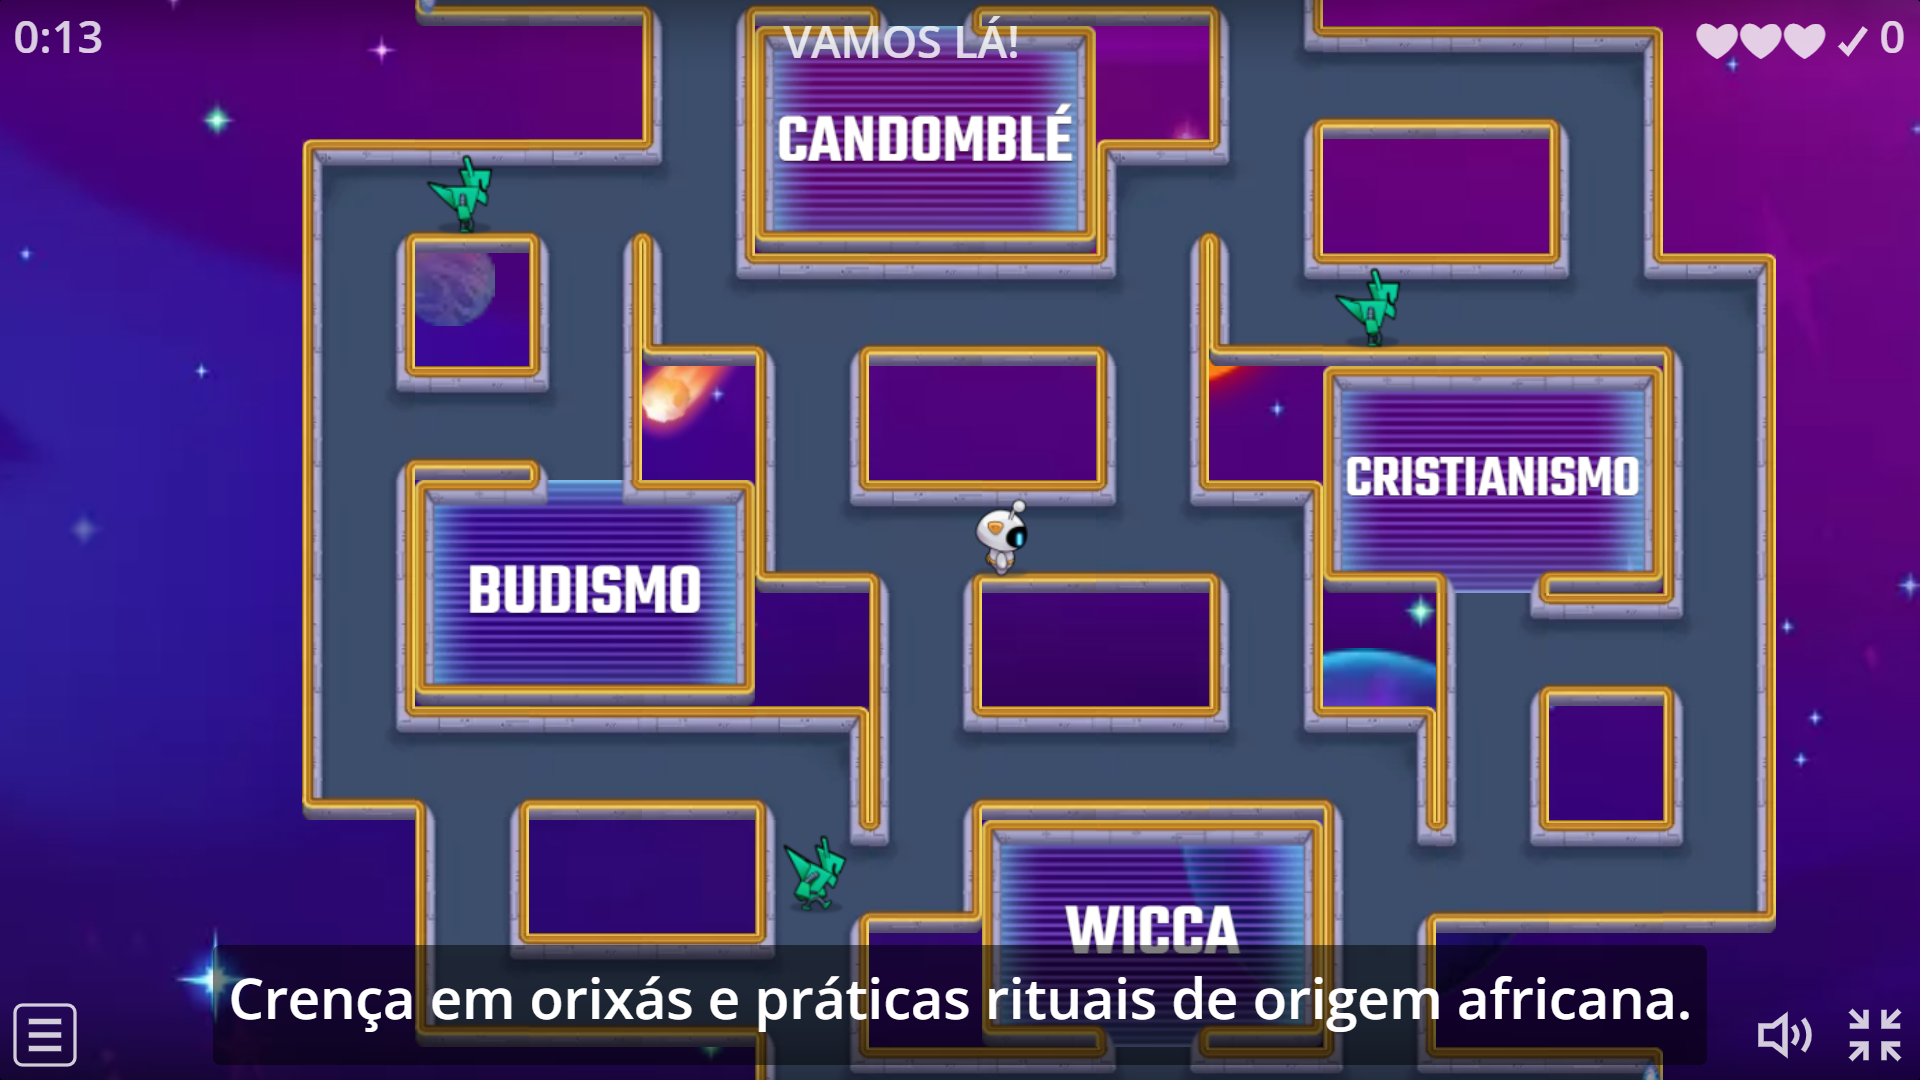 0:13
VAMOS LÁ!
0
CANDOMBLÉ
CRISTIANISMO
BUDISMO
WICCA
Crença em orixás e práticas rituais de origem africana.